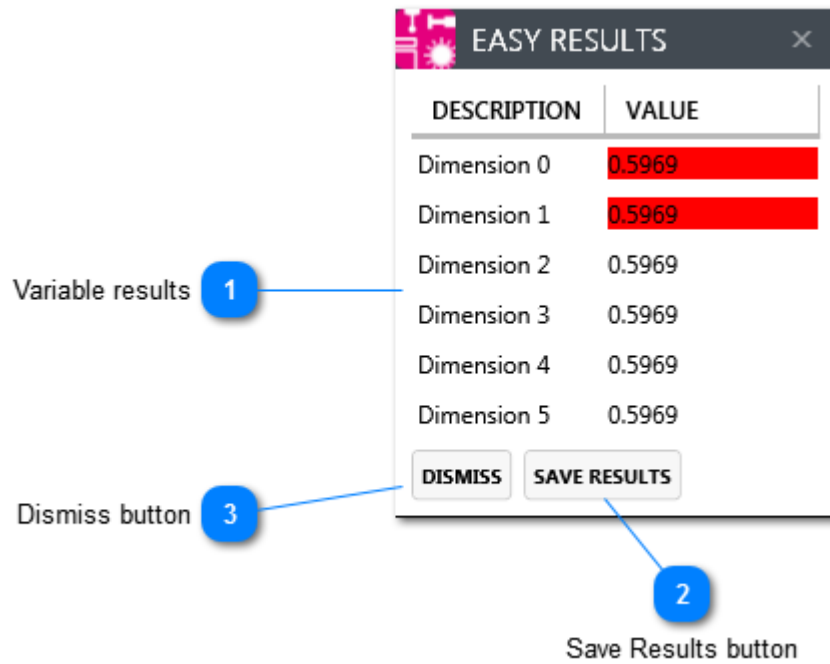 EASY RESULTS
DESCRIPTION VALUE
Dimension 0 0.5969
Dimension 1 0.5969
Dimension 2 0.5969
Variable results 1
Dimension 3 0.5969
Dimension 4 0.5969
Dimension 5 0.5969
DISMISS SAVE RESULTS
Dismiss button 3
2
Save Results button